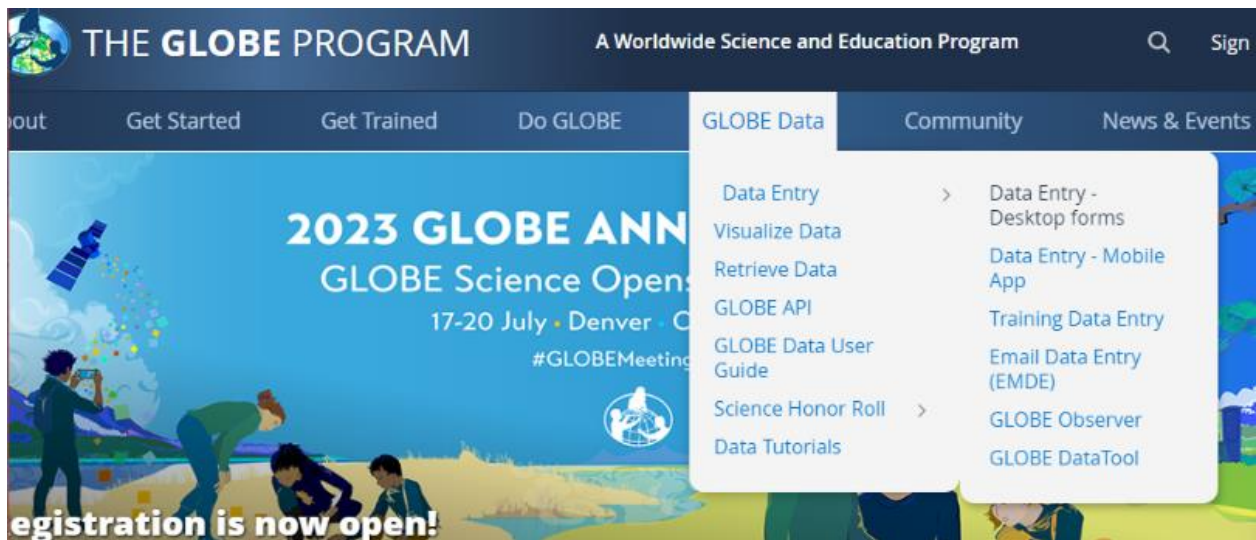 THE GLOBE PROGRAM
A Worldwide Science and Education Program
Sign
Get Started
Get Trained
Do GLOBE
GLOBE Data
Community
News & Events
Data Entry
Visualize Data
Retrieve Data
GLOBE API
GLOBE Data User
Guide
Science Honor Roll
Data Tutorials
Data Entry -
Desktop forms
Data Entry - Mobile
App
Training Data Entry
Email Data Entry
(EMDE)
GLOBE Observer
GLOBE DataTool
2023 GLOBE ANN
GLOBE Science Opens
17-20 July • Denver • C
#GLOBEMeeting
egistration is now open!